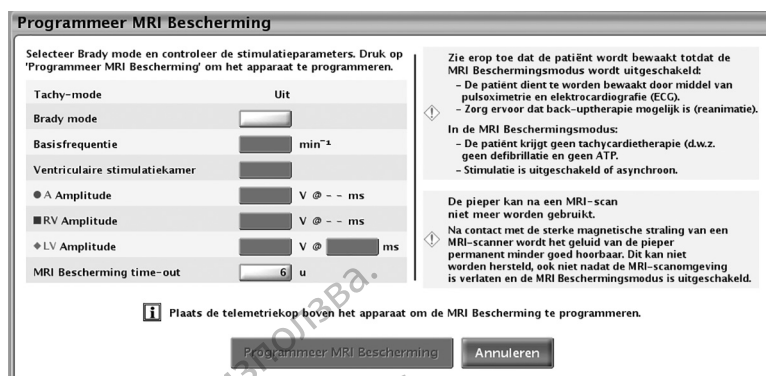 Programmeer MRI Bescherming
Selecteer Brady mode en controleer de stimulatieparameters. Druk op
'Programmeer MRI Bescherming' om het apparaat te programmeren.
Tachy-mode Uit
Brady mode
Basisfrequentie min⁻¹
Ventriculaire stimulatiekamer
A Amplitude V @ - - ms
RV Amplitude V @ - - ms
LV Amplitude V @ ms
MRI Bescherming time-out 6 u
Zie erop toe dat de patiënt wordt bewaakt totdat de
MRI Beschermingsmodus wordt uitgeschakeld:
- De patiënt dient te worden bewaakt door middel van
pulsoximetrie en elektrocardiografie (ECG).
- Zorg ervoor dat back-uptherapie mogelijk is (reanimatie).
In de MRI Beschermingsmodus:
- De patiënt krijgt geen tachycardietherapie (d.w.z.
geen defibrillatie en geen ATP.
- Stimulatie is uitgeschakeld of asynchroon.
De pieper kan na een MRI-scan
niet meer worden gebruikt.
Na contact met de sterke magnetische straling van een
MRI-scanner wordt het geluid van de pieper
permanent minder goed hoorbaar. Dit kan niet
worden hersteld, ook niet nadat de MRI-scanomgeving
is verlaten en de MRI Beschermingsmodus is uitgeschakeld.
Plaats de telemetriekop boven het apparaat om de MRI Bescherming te programmeren.
Programmeer MRI Bescherming Annuleren